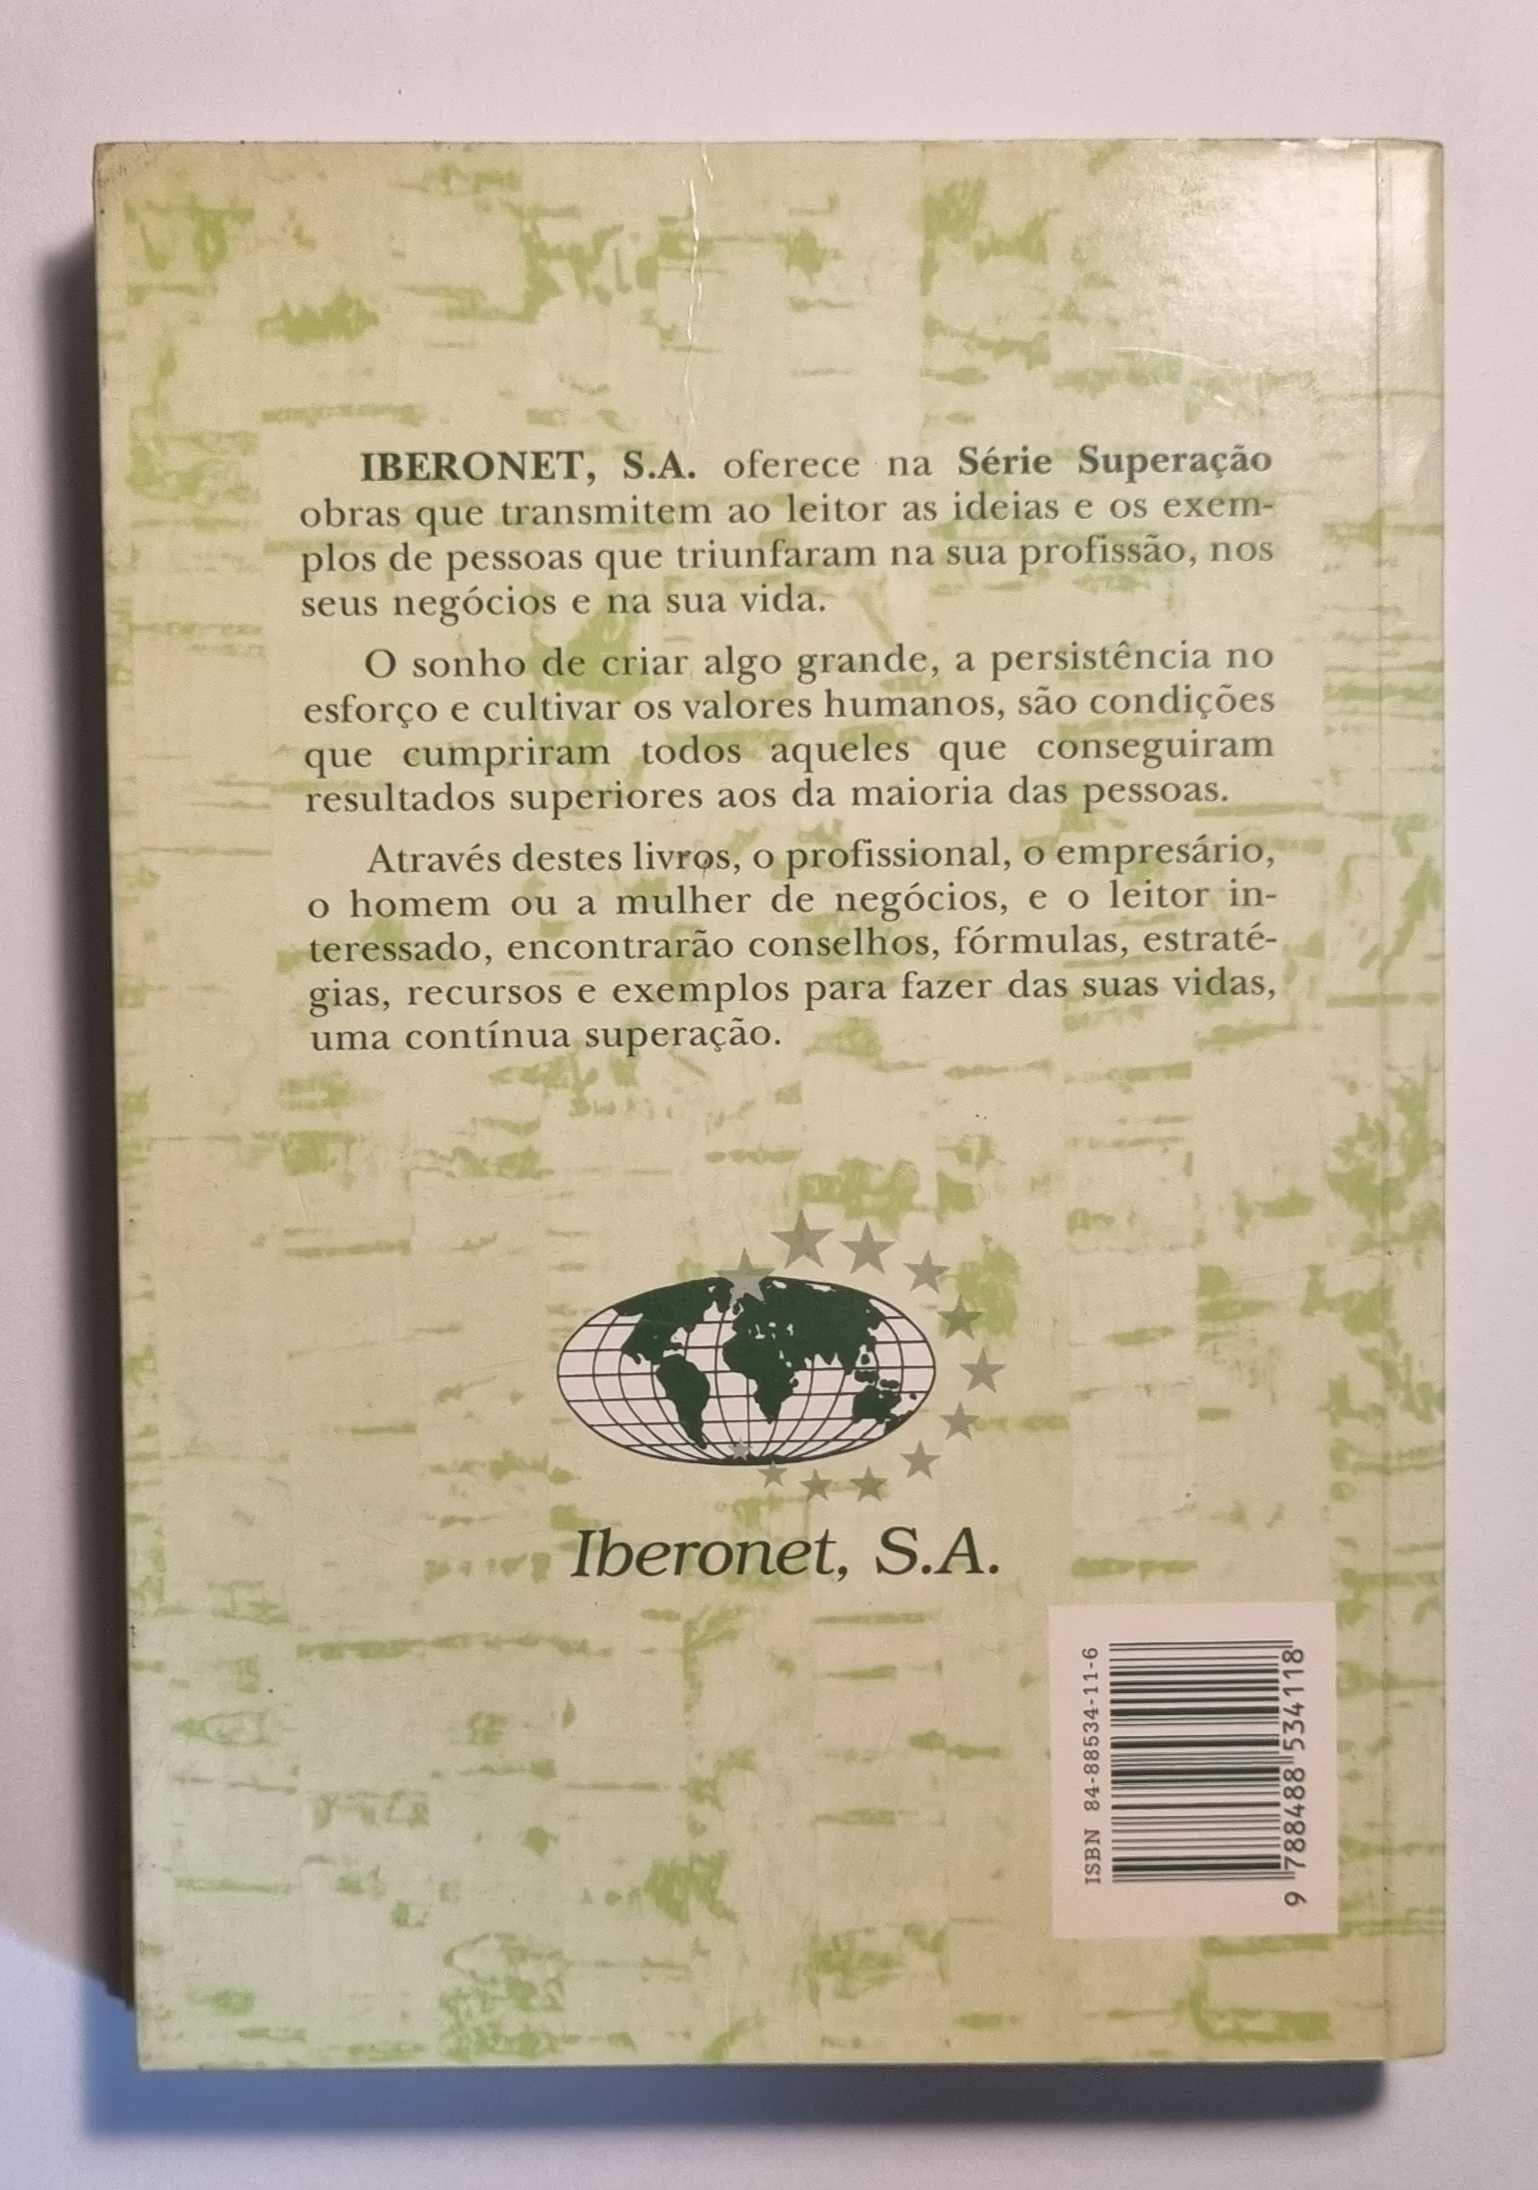 IBERONET, S.A. oferece na Série Superação
obras que transmitem ao leitor as ideias e os exem-
plos de pessoas que triunfaram na sua profissão, nos
seus negócios e na sua vida.
O sonho de criar algo grande, a persistência no
esforço e cultivar os valores humanos, são condições
que cumpriram todos aqueles que conseguiram
resultados superiores aos da maioria das pessoas.
Através destes livros, o profissional, o empresário,
o homem ou a mulher de negócios, e o leitor in-
teressado, encontrarão conselhos, fórmulas, estraté-
gias, recursos e exemplos para fazer das suas vidas,
uma contínua superação.
Iberonet, S.A.
ISBN 84-88534-11-6
9 788488 534118